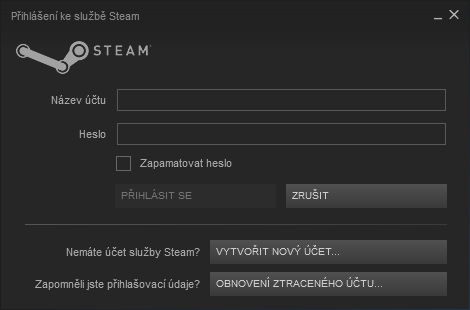 Přihlášení ke službě Steam
STEAM
Název účtu
Heslo
Zapamatovat heslo
PŘIHLÁSIT SE
ZRUŠIT
Nemáte účet služby Steam?
VYTVOŘIT NOVÝ ÚČET...
Zapomněli jste přihlašovací údaje?
OBNOVENÍ ZTRACENÉHO ÚČTU...